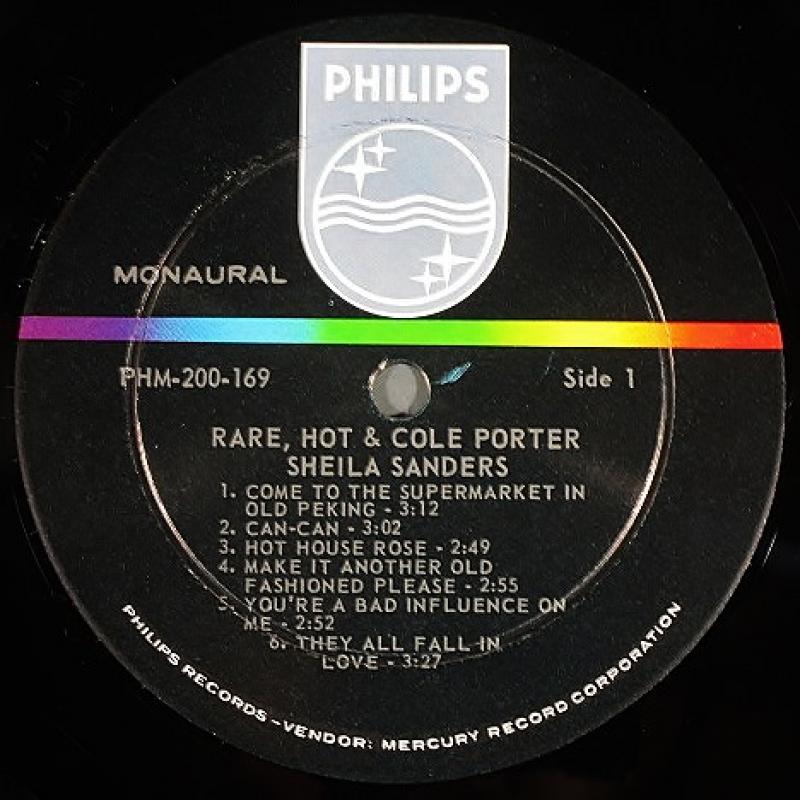 PHILIPS
MONAURAL
PHM-200-169
Side 1
RARE, HOT & COLE PORTER
SHEILA SANDERS
1. COME TO THE SUPERMARKET IN
OLD PEKING - 3:12
2. CAN-CAN - 3:02
3. HOT HOUSE ROSE - 2:49
4. MAKE IT ANOTHER OLD
FASHIONED PLEASE - 2:55
5. YOU'RE A BAD INFLUENCE ON
ME - 2:52
6. THEY ALL FALL IN
LOVE - 3:27
PHILIPS RECORDS - VENDOR: MERCURY RECORD CORPORATION